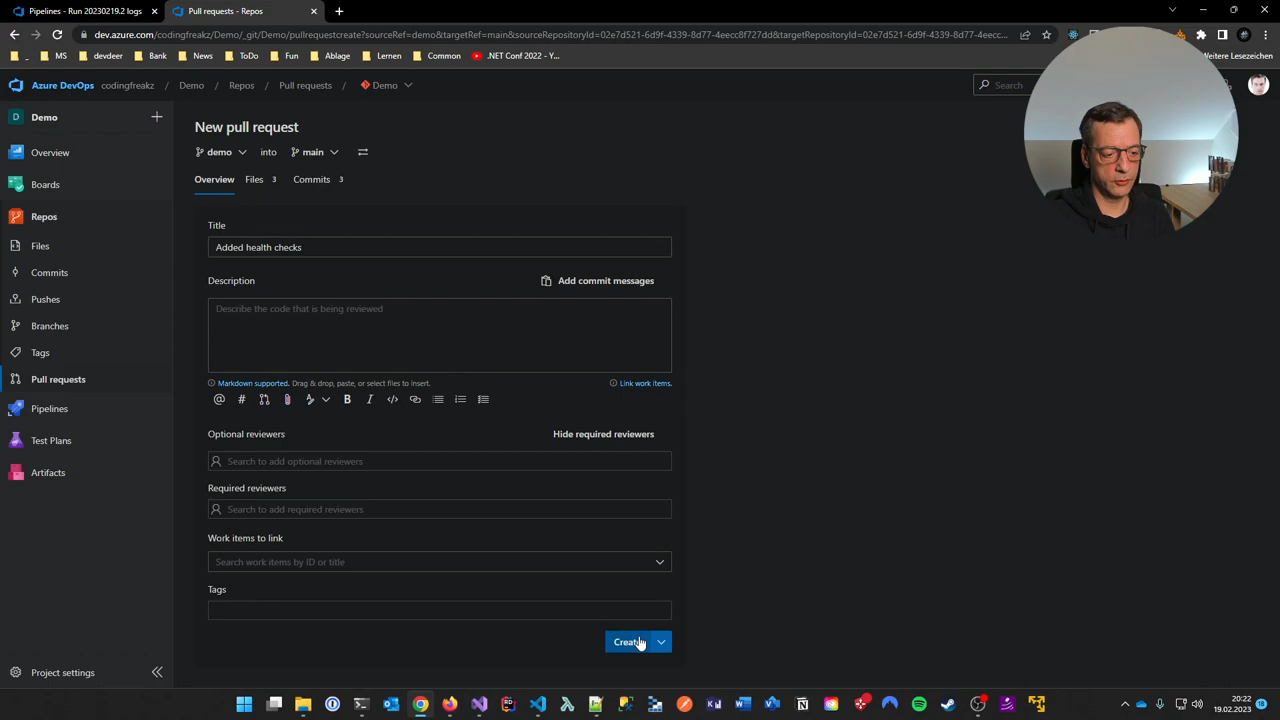 Pipelines - Run 20230219.2 logs
Pull requests - Repos
dev.azure.com/codingfreakz/Demo/_git/Demo/pullrequestcreate?sourceRef=demo&targetRef=main&sourceRepositoryId=02e7d521-6d9f-4339-8d77-4eecc8f727dd&targetRepositoryId=02e7d521-6d9f-4339-8d77-4eecc...
MS
devdeer
Bank
News
ToDo
Fun
Ablage
Lernen
Common
.NET Conf 2022 - Y...
Weitere Lesezeichen
Azure DevOps
codingfreakz / Demo / Repos / Pull requests / Demo
Search
D Demo
Overview
Boards
Repos
Files
Commits
Pushes
Branches
Tags
Pull requests
Pipelines
Test Plans
Artifacts
Project settings
New pull request
demo into main
Overview Files 3 Commits 3
Title
Added health checks
Description
Add commit messages
Describe the code that is being reviewed
Markdown supported. Drag & drop, paste, or select files to insert.
Link work items.
Optional reviewers
Hide required reviewers
Search to add optional reviewers
Required reviewers
Search to add required reviewers
Work items to link
Search work items by ID or title
Tags
Create
20:22
19.02.2023